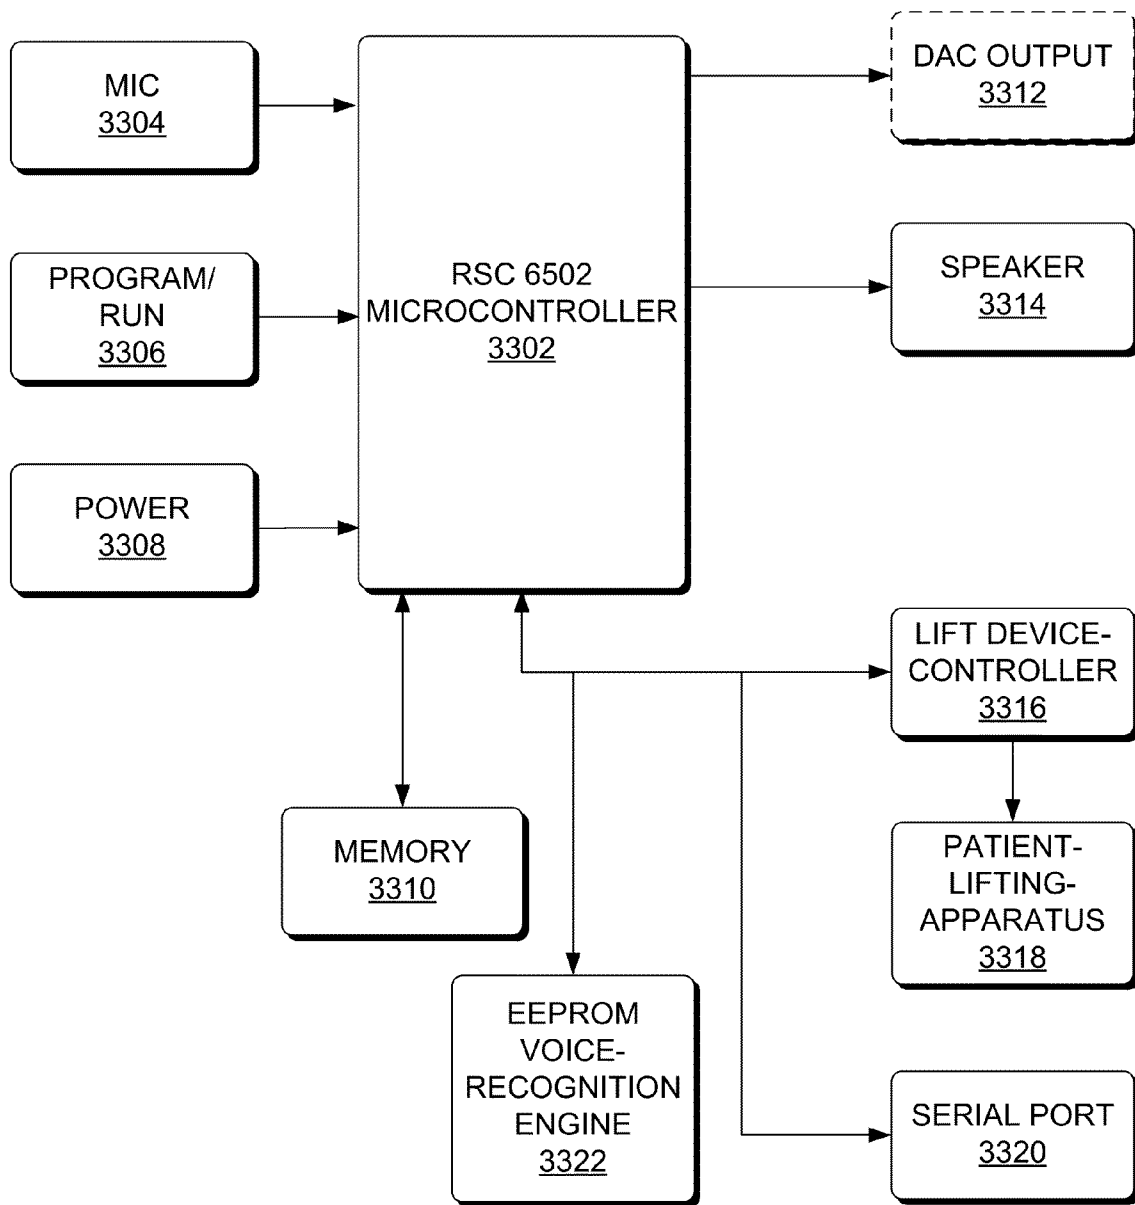 MIC
3304
PROGRAM/
RUN
3306
POWER
3308
RSC 6502
MICROCONTROLLER
3302
DAC OUTPUT
3312
SPEAKER
3314
LIFT DEVICE-
CONTROLLER
3316
PATIENT-
LIFTING-
APPARATUS
3318
MEMORY
3310
EEPROM
VOICE-
RECOGNITION
ENGINE
3322
SERIAL PORT
3320